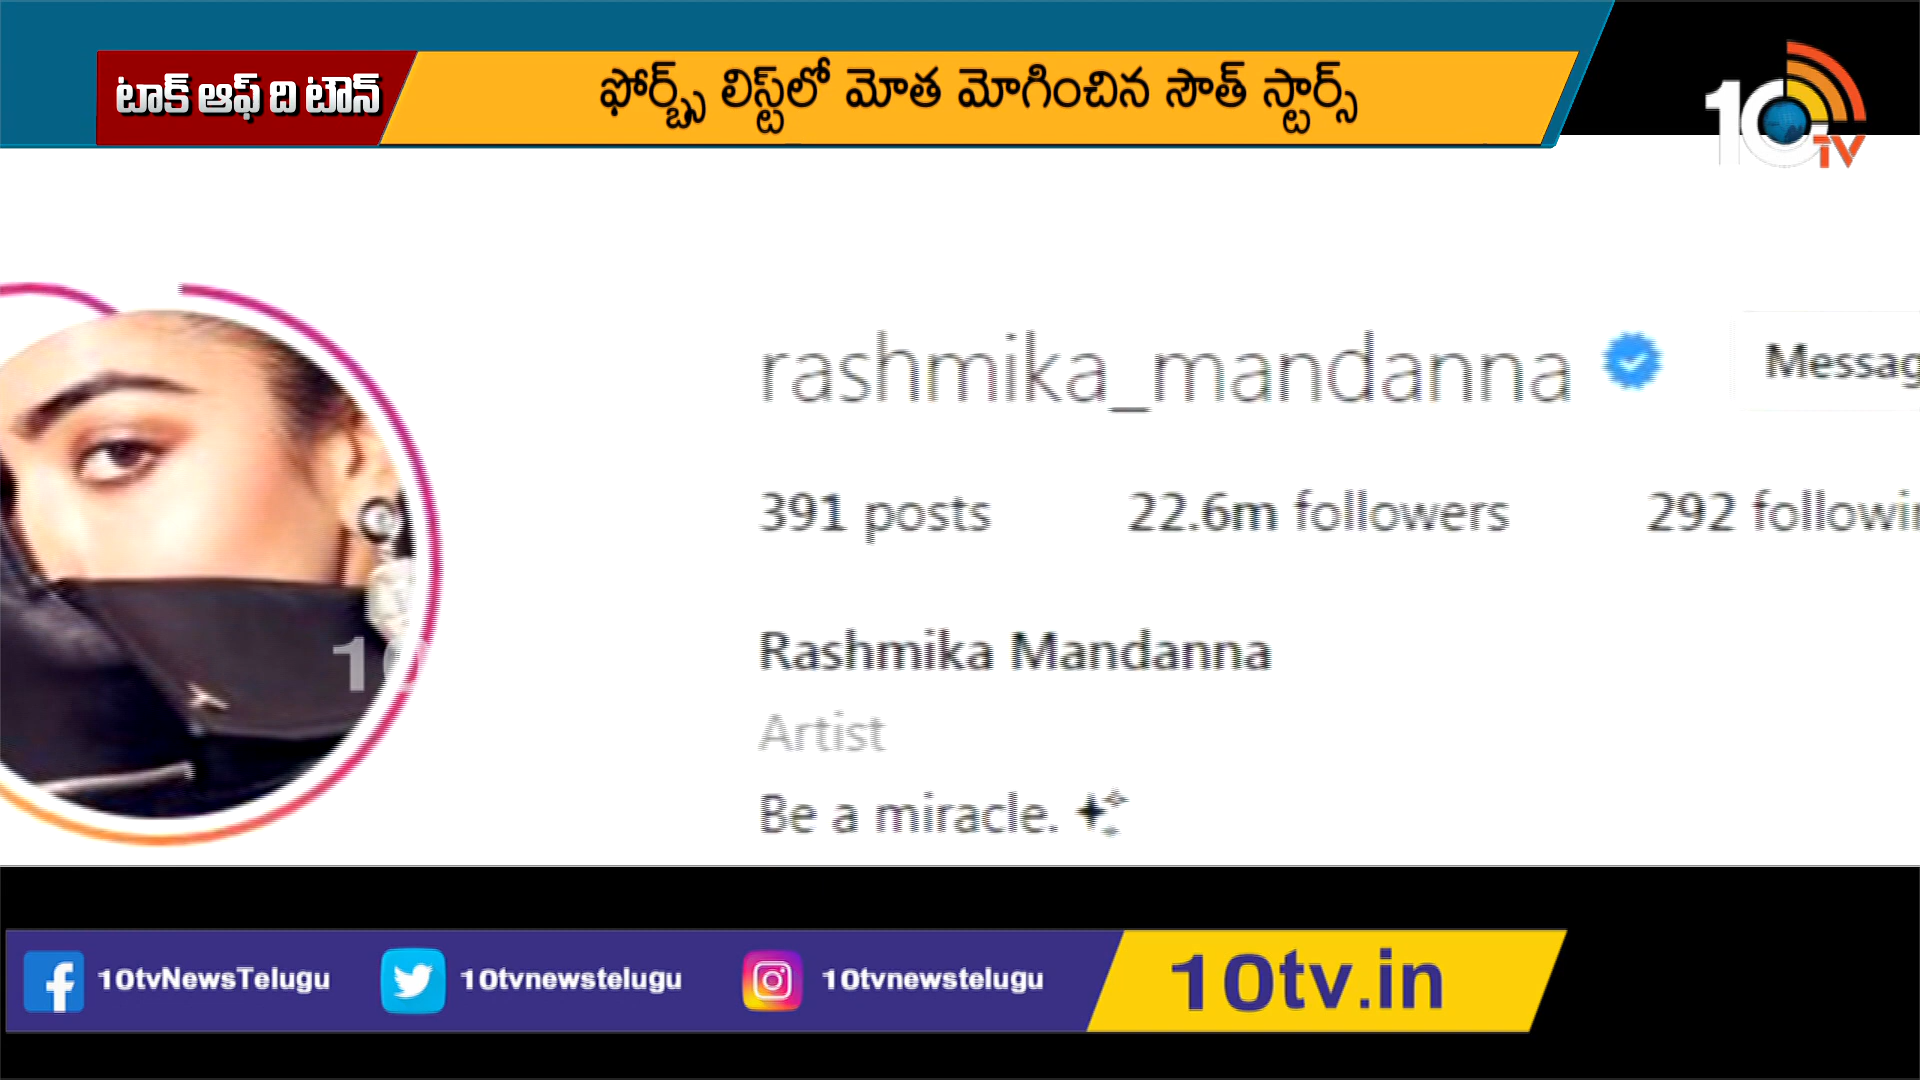 టాక్ ఆఫ్ ది టౌన్
ఫోర్బ్స్ లిస్ట్‌లో మోత మోగించిన సౌత్ స్టార్స్
10TV
rashmika_mandanna
Messag
391 posts 22.6m followers 292 followin
Rashmika Mandanna
Artist
Be a miracle.
10tvNewsTelugu 10tvnewstelugu 10tvnewstelugu 10tv.in